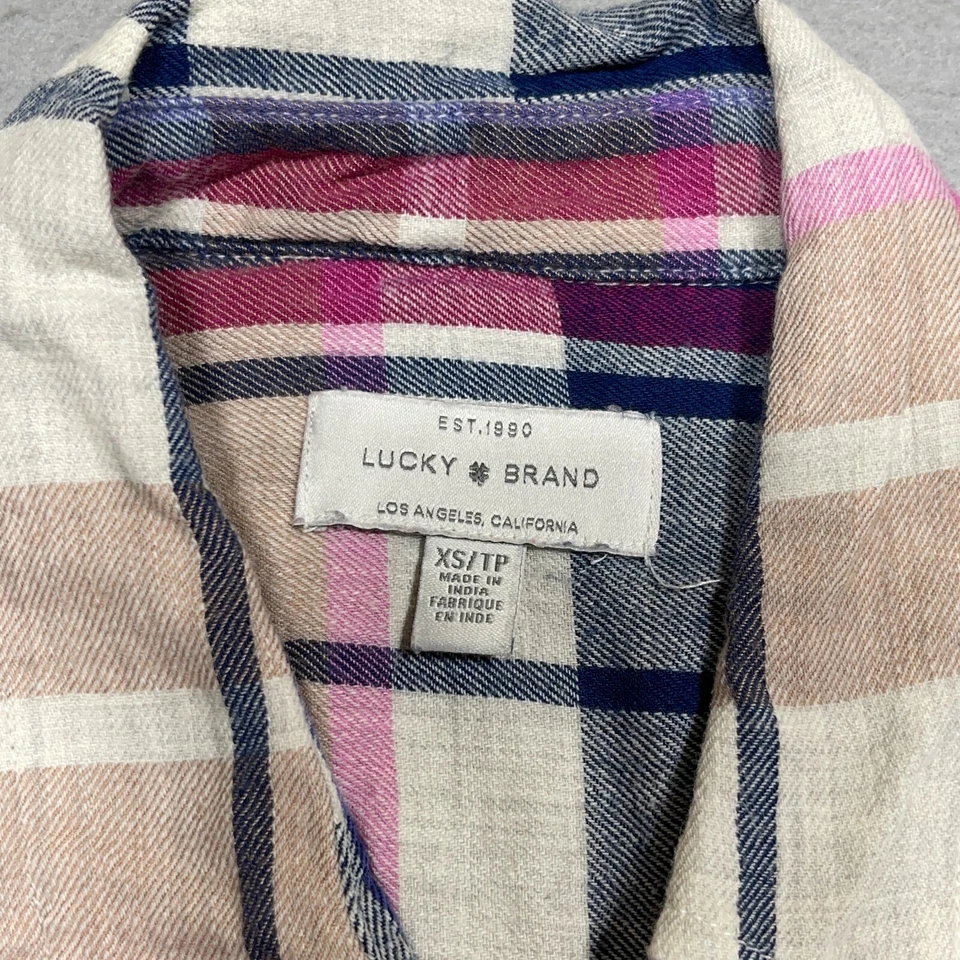 EST.1990
LUCKY BRAND
LOS ANGELES, CALIFORNIA
XS/TP
MADE IN
INDIA
FABRIQUE
EN INDE